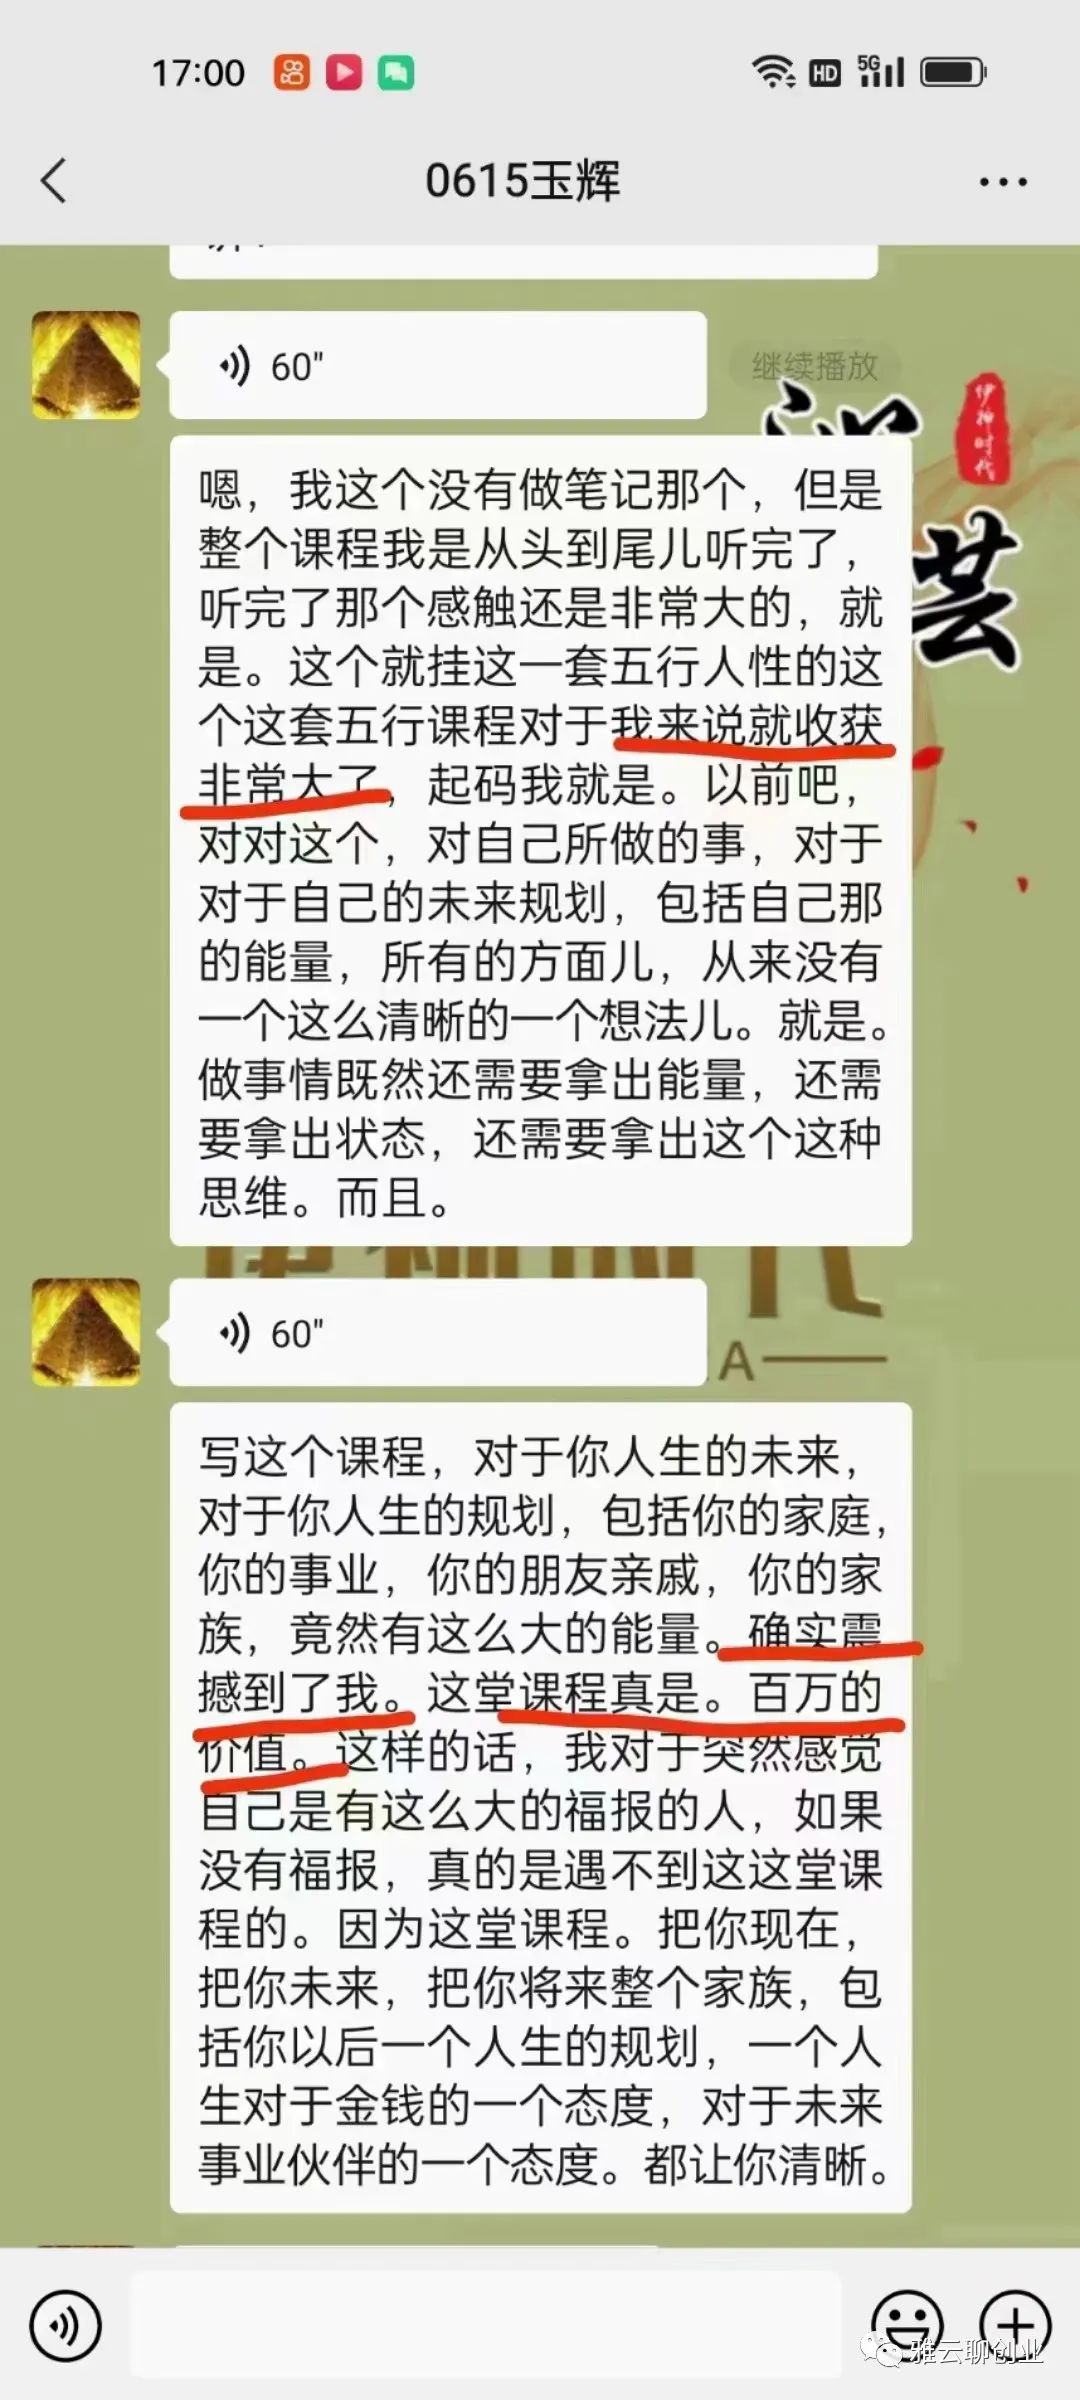 17:00
HD 5G
0615玉辉
60"
继续播放
伊神时代
嗯，我这个没有做笔记那个，但是
整个课程我是从头到尾儿听完了，
听完了那个感触还是非常大的，就
是。这个就挂这一套五行人性的这
个这套五行课程对于我来说就收获
非常大了，起码我就是。以前吧，
对对这个，对自己所做的事，对于
对于自己的未来规划，包括自己那
的能量，所有的方面儿，从来没有
一个这么清晰的一个想法儿。就是。
做事情既然还需要拿出能量，还需
要拿出状态，还需要拿出这个这种
思维。而且。
芸
60"
A
写这个课程，对于你人生的未来，
对于你人生的规划，包括你的家庭，
你的事业，你的朋友亲戚，你的家
族，竟然有这么大的能量。确实震
撼到了我。这堂课程真是。百万的
价值。这样的话，我对于突然感觉
自己是有这么大的福报的人，如果
没有福报，真的是遇不到这这堂课
程的。因为这堂课程。把你现在，
把你未来，把你将来整个家族，包
括你以后一个人生的规划，一个人
生对于金钱的一个态度，对于未来
事业伙伴的一个态度。都让你清晰。
雅云聊创业